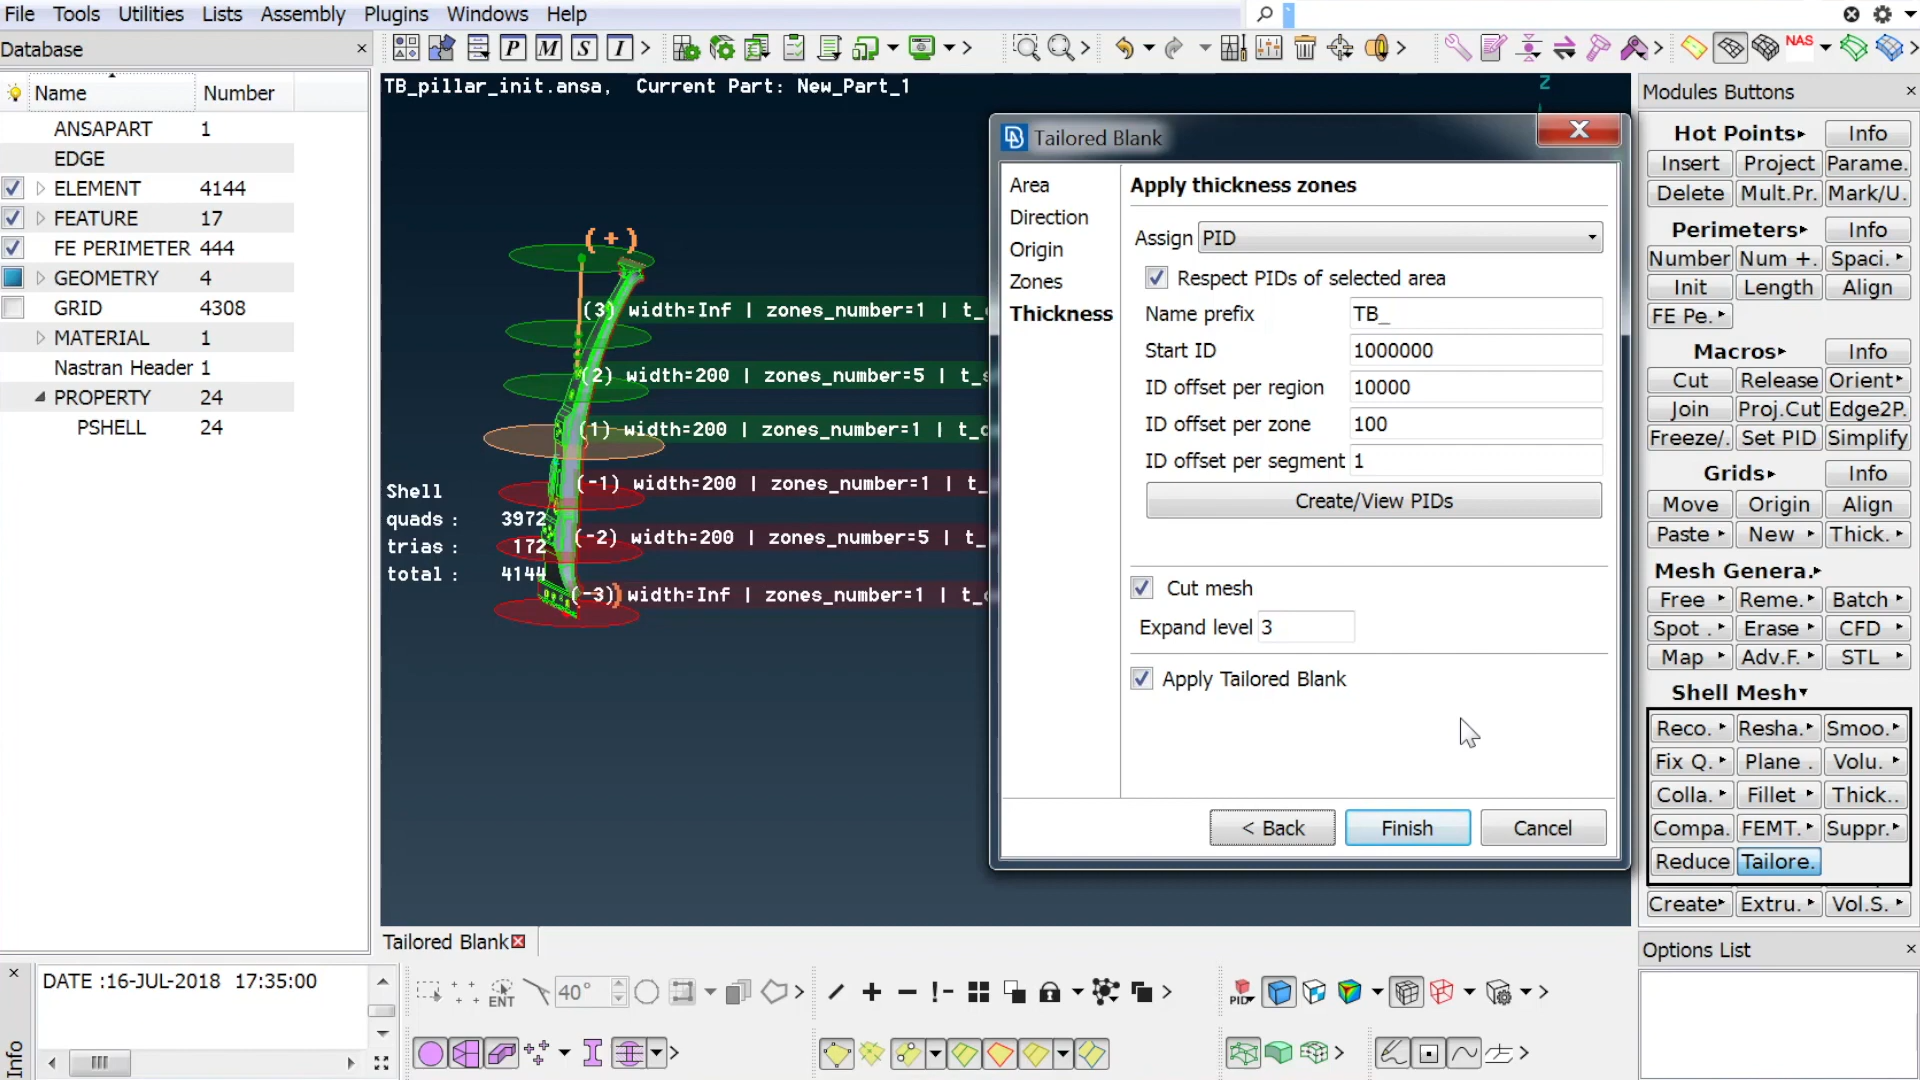 File Tools Utilities Lists Assembly Plugins Windows Help
Database
P M S I
NAS
Name Number
ANSAPART 1
EDGE
ELEMENT 4144
FEATURE 17
FE PERIMETER 444
GEOMETRY 4
GRID 4308
MATERIAL 1
Nastran Header 1
PROPERTY 24
PSHELL 24
TB_pillar_init.ansa, Current Part: New_Part_1
Z
(+)
(3) width=Inf | zones_number=1 |
(2) width=200 | zones_number=5 |
(1) width=200 | zones_number=1 |
(-1) width=200 | zones_number=1 |
(-2) width=200 | zones_number=5 |
(-3) width=Inf | zones_number=1 |
Shell
quads : 3972
trias : 172
total : 4144
Tailored Blank
Area
Direction
Origin
Zones
Thickness
Apply thickness zones
Assign PID
Respect PIDs of selected area
Name prefix TB_
Start ID 1000000
ID offset per region 10000
ID offset per zone 100
ID offset per segment 1
Create/View PIDs
Cut mesh
Expand level 3
Apply Tailored Blank
< Back Finish Cancel
Modules Buttons
Hot Points Info
Insert Project Parame.
Delete Mult.Pr. Mark/U.
Perimeters Info
Number Num +. Spaci.
Init Length Align
FE Pe.
Macros Info
Cut Release Orient
Join Proj.Cut Edge2P.
Freeze/. Set PID Simplify
Grids Info
Move Origin Align
Paste New Thick.
Mesh Genera.
Free Reme. Batch
Spot . Erase CFD
Map Adv.F. STL
Shell Mesh
Reco. Resha. Smoo.
Fix Q. Plane . Volu.
Colla. Fillet Thick..
Compa. FEMT. Suppr.
Reduce Tailore.
Create Extru. Vol.S.
Options List
Tailored Blank
DATE :16-JUL-2018 17:35:00
Info
ENT 40°
PID